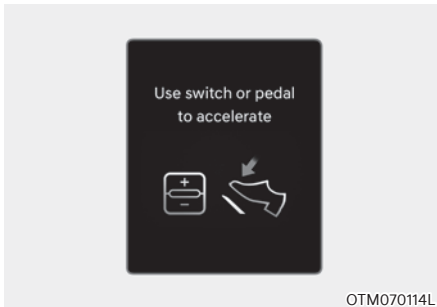 Use switch or pedal
to accelerate
+
-
OTM070114L